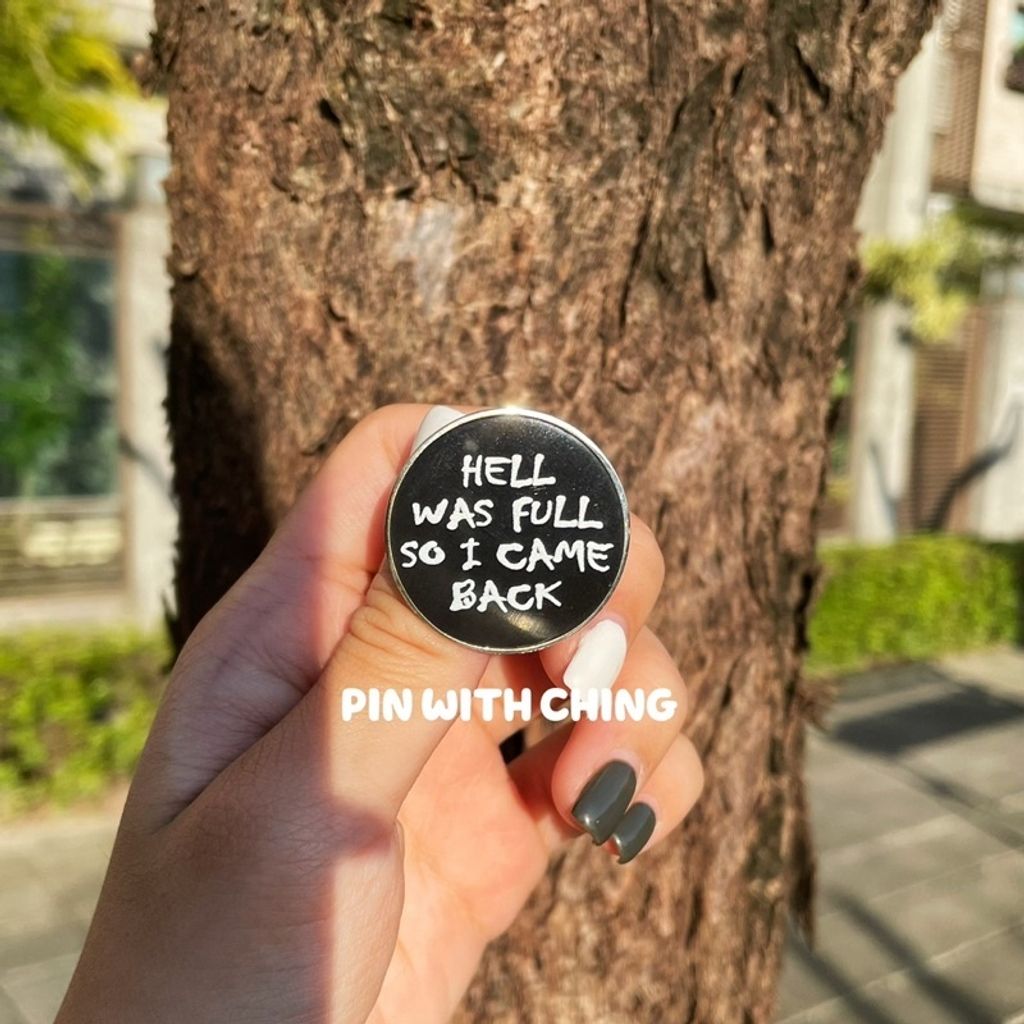 HELL
WAS FULL
SO I CAME
BACK
PIN WITH CHING